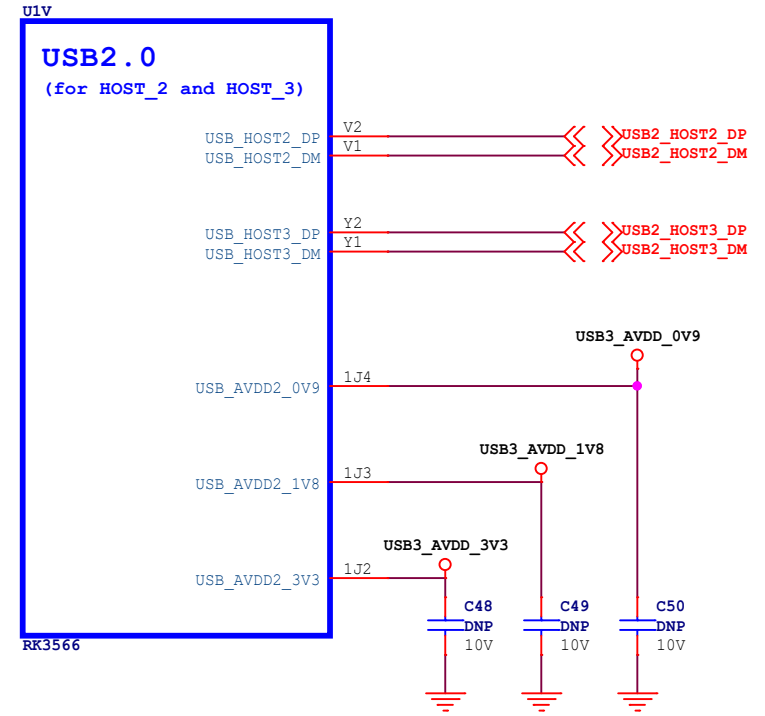 U1V
USB2.0
(for HOST_2 and HOST_3)
USB_HOST2_DP V2 USB2_HOST2_DP
USB_HOST2_DM V1 USB2_HOST2_DM
USB_HOST3_DP Y2 USB2_HOST3_DP
USB_HOST3_DM Y1 USB2_HOST3_DM
USB3_AVDD_0V9
USB_AVDD2_0V9 1J4
USB3_AVDD_1V8
USB_AVDD2_1V8 1J3
USB3_AVDD_3V3
USB_AVDD2_3V3 1J2
C48 C49 C50
DNP DNP DNP
10V 10V 10V
RK3566